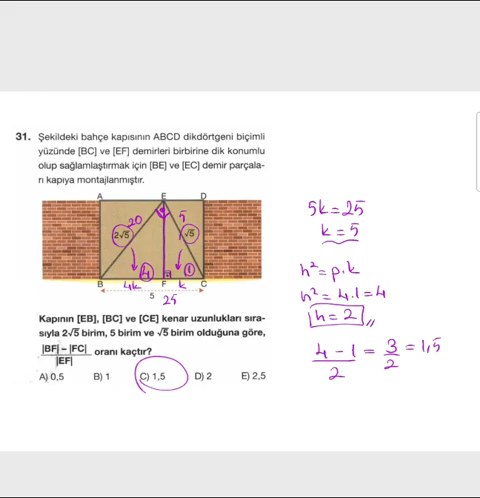 31. Şekildeki bahçe kapısının ABCD dikdörtgeni biçimli
yüzünde [BC] ve [EF] demirleri birbirine dik konumlu
olup sağlamlaştırmak için [BE] ve [EC] demir parçala-
rı kapıya montajlanmıştır.
A E D
20 5
2√5 √5
4 1
B 4k F k C
5 25
Kapının [EB], [BC] ve [CE] kenar uzunlukları sıra-
sıyla 2√5 birim, 5 birim ve √5 birim olduğuna göre,
|BF| – |FC| / |EF| oranı kaçtır?
A) 0,5 B) 1 C) 1,5 D) 2 E) 2,5
5k = 25
k = 5
h² = p.k
h² = 4.1 = 4
h = 2
4 - 1 / 2 = 3/2 = 1,5